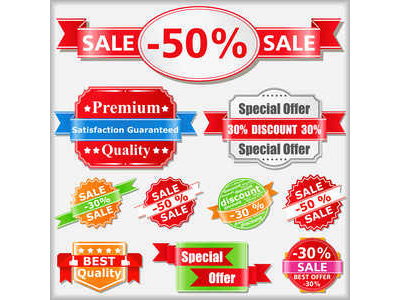 SALE -50% SALE
Premium
Satisfaction Guaranteed
Quality
Special Offer
30% DISCOUNT 30%
Special Offer
SALE
-30%
SALE
SALE
-50 %
SALE
discount
-30 %
SALE
-50 %
SALE
BEST
Quality
Special
Offer
-30%
SALE
BEST OFFER
-30%